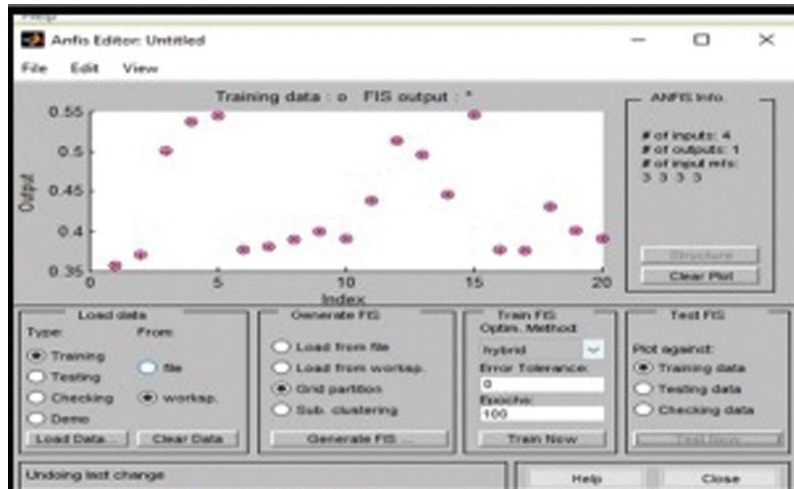 Help
Anfis Editor: Untitled
File Edit View
Training data : o FIS output : *
0.55
0.5
0.45
0.4
0.35
Output
0 5 10 15 20
Index
ANFIS Info.
# of inputs: 4
# of outputs: 1
# of input mfs:
3 3 3 3
Structure
Clear Plot
Load data
Type: From:
Training
Testing
Checking
Demo
file
worksp.
Load Data... Clear Data
Generate FIS
Load from file
Load from worksp.
Grid partition
Sub. clustering
Generate FIS ...
Train FIS
Optim. Method:
hybrid
Error Tolerance:
0
Epochs:
100
Train Now
Test FIS
Plot against:
Training data
Testing data
Checking data
Test Now
Undoing last change
Help Close